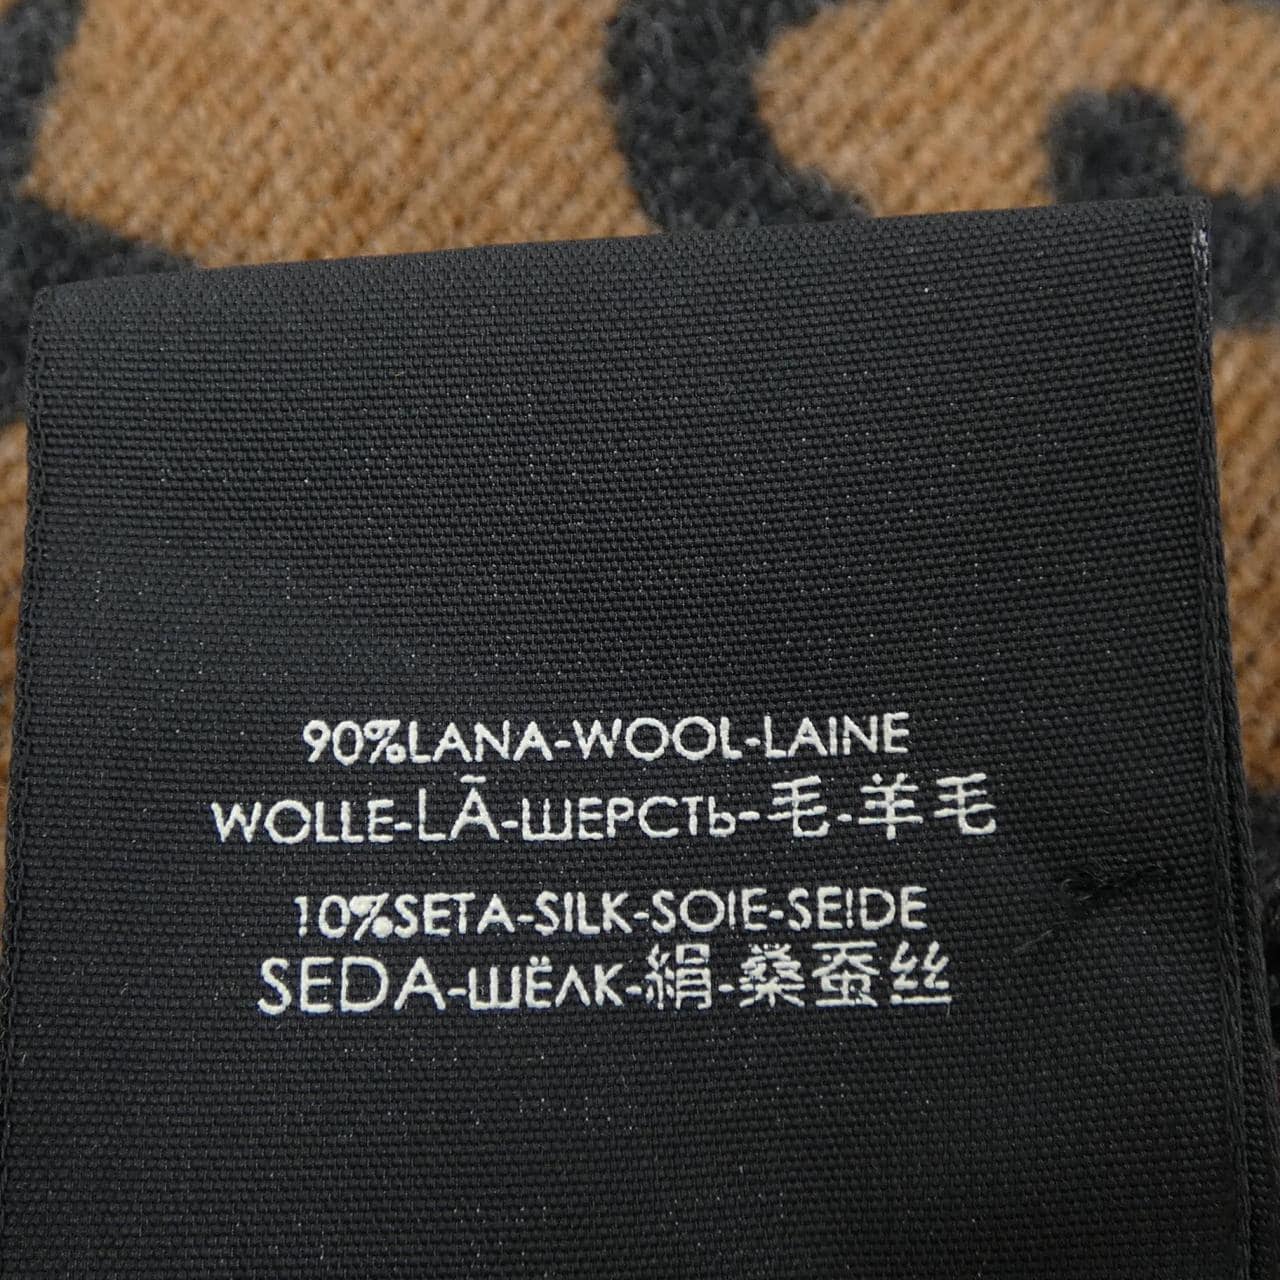 90%LANA-WOOL-LAINE
WOLLE-LÃ-ШЕРСТЬ-毛-羊毛
10%SETA-SILK-SOIE-SEIDE
SEDA-ШЁЛК-絹-桑蚕丝